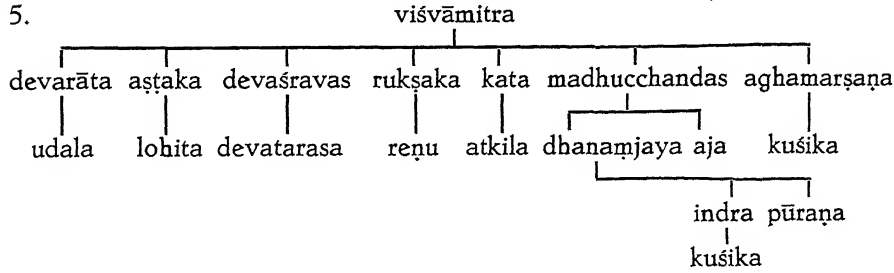 5.
viśvāmitra
devarāta aṣṭaka devaśravas rukṣaka kata madhucchandas aghamarṣaṇa
udala lohita devatarasa reṇu atkila dhanaṃjaya aja kuśika
indra pūraṇa
kuśika